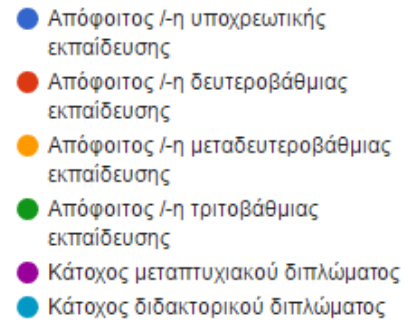 Απόφοιτος /-η υποχρεωτικής
εκπαίδευσης
Απόφοιτος /-η δευτεροβάθμιας
εκπαίδευσης
Απόφοιτος /-η μεταδευτεροβάθμιας
εκπαίδευσης
Απόφοιτος /-η τριτοβάθμιας
εκπαίδευσης
Κάτοχος μεταπτυχιακού διπλώματος
Κάτοχος διδακτορικού διπλώματος